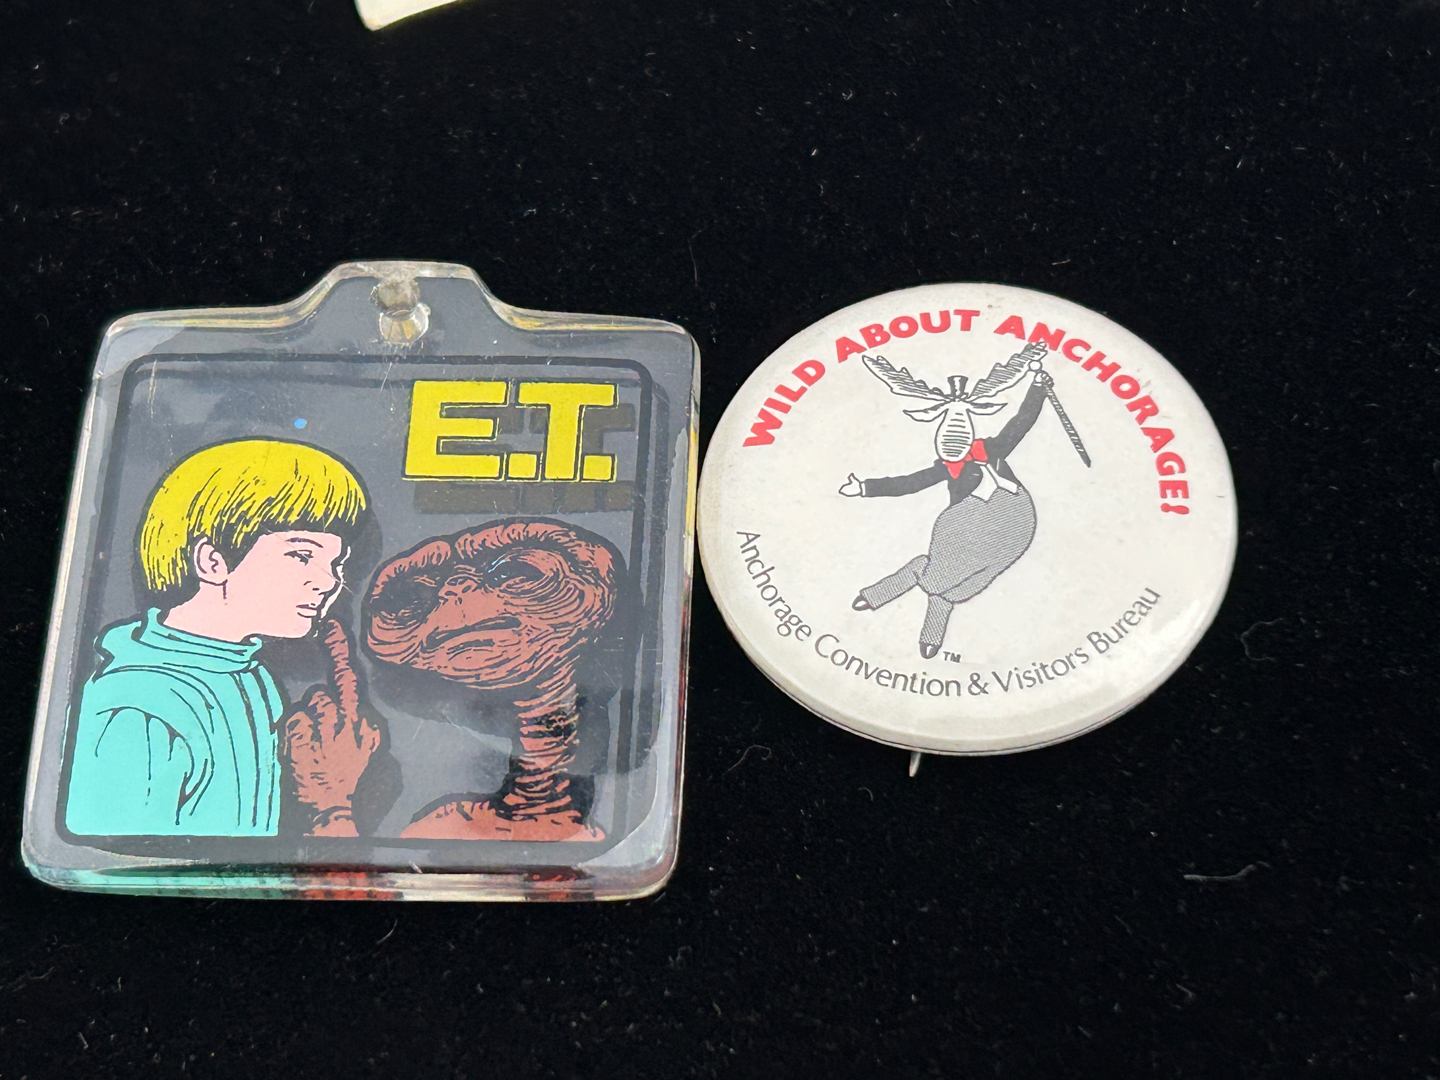 E.T.
WILD ABOUT ANCHORAGE!
TM
Anchorage Convention & Visitors Bureau